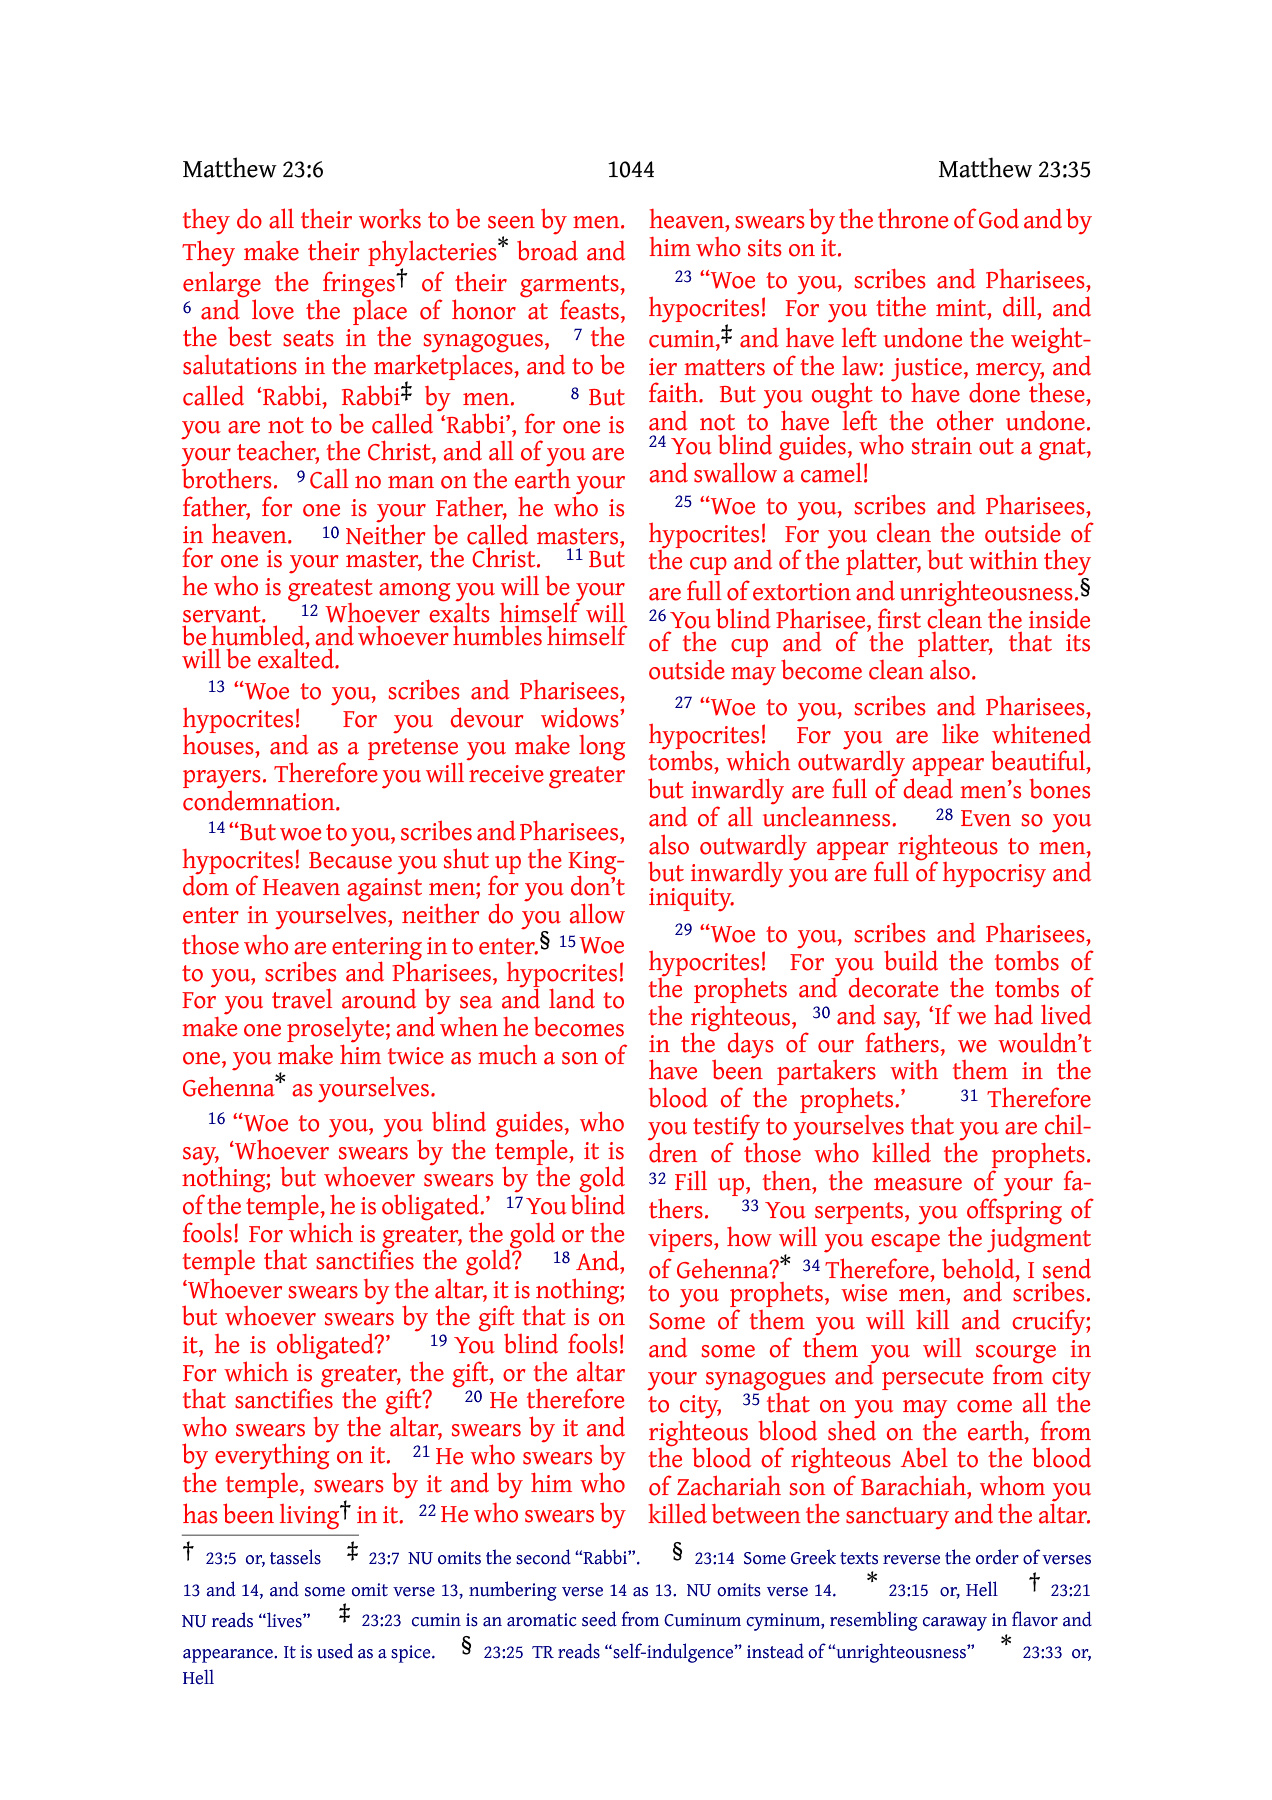 Matthew 23:6 1044 Matthew 23:35
they do all their works to be seen by men.
They make their phylacteries* broad and
enlarge the fringes† of their garments,
6 and love the place of honor at feasts,
the best seats in the synagogues, 7 the
salutations in the marketplaces, and to be
called ‘Rabbi, Rabbi‡ by men. 8 But
you are not to be called ‘Rabbi’, for one is
your teacher, the Christ, and all of you are
brothers. 9 Call no man on the earth your
father, for one is your Father, he who is
in heaven. 10 Neither be called masters,
for one is your master, the Christ. 11 But
he who is greatest among you will be your
servant. 12 Whoever exalts himself will
be humbled, and whoever humbles himself
will be exalted.
13 “Woe to you, scribes and Pharisees,
hypocrites! For you devour widows’
houses, and as a pretense you make long
prayers. Therefore you will receive greater
condemnation.
14 “But woe to you, scribes and Pharisees,
hypocrites! Because you shut up the King-
dom of Heaven against men; for you don’t
enter in yourselves, neither do you allow
those who are entering in to enter.§ 15 Woe
to you, scribes and Pharisees, hypocrites!
For you travel around by sea and land to
make one proselyte; and when he becomes
one, you make him twice as much a son of
Gehenna* as yourselves.
16 “Woe to you, you blind guides, who
say, ‘Whoever swears by the temple, it is
nothing; but whoever swears by the gold
of the temple, he is obligated.’ 17 You blind
fools! For which is greater, the gold or the
temple that sanctifies the gold? 18 And,
‘Whoever swears by the altar, it is nothing;
but whoever swears by the gift that is on
it, he is obligated?’ 19 You blind fools!
For which is greater, the gift, or the altar
that sanctifies the gift? 20 He therefore
who swears by the altar, swears by it and
by everything on it. 21 He who swears by
the temple, swears by it and by him who
has been living† in it. 22 He who swears by
heaven, swears by the throne of God and by
him who sits on it.
23 “Woe to you, scribes and Pharisees,
hypocrites! For you tithe mint, dill, and
cumin,‡ and have left undone the weight-
ier matters of the law: justice, mercy, and
faith. But you ought to have done these,
and not to have left the other undone.
24 You blind guides, who strain out a gnat,
and swallow a camel!
25 “Woe to you, scribes and Pharisees,
hypocrites! For you clean the outside of
the cup and of the platter, but within they
are full of extortion and unrighteousness.§
26 You blind Pharisee, first clean the inside
of the cup and of the platter, that its
outside may become clean also.
27 “Woe to you, scribes and Pharisees,
hypocrites! For you are like whitened
tombs, which outwardly appear beautiful,
but inwardly are full of dead men’s bones
and of all uncleanness. 28 Even so you
also outwardly appear righteous to men,
but inwardly you are full of hypocrisy and
iniquity.
29 “Woe to you, scribes and Pharisees,
hypocrites! For you build the tombs of
the prophets and decorate the tombs of
the righteous, 30 and say, ‘If we had lived
in the days of our fathers, we wouldn’t
have been partakers with them in the
blood of the prophets.’ 31 Therefore
you testify to yourselves that you are chil-
dren of those who killed the prophets.
32 Fill up, then, the measure of your fa-
thers. 33 You serpents, you offspring of
vipers, how will you escape the judgment
of Gehenna?* 34 Therefore, behold, I send
to you prophets, wise men, and scribes.
Some of them you will kill and crucify;
and some of them you will scourge in
your synagogues and persecute from city
to city, 35 that on you may come all the
righteous blood shed on the earth, from
the blood of righteous Abel to the blood
of Zachariah son of Barachiah, whom you
killed between the sanctuary and the altar.
† 23:5 or, tassels ‡ 23:7 NU omits the second “Rabbi”. § 23:14 Some Greek texts reverse the order of verses
13 and 14, and some omit verse 13, numbering verse 14 as 13. NU omits verse 14. * 23:15 or, Hell † 23:21
NU reads “lives” ‡ 23:23 cumin is an aromatic seed from Cuminum cyminum, resembling caraway in flavor and
appearance. It is used as a spice. § 23:25 TR reads “self-indulgence” instead of “unrighteousness” * 23:33 or,
Hell